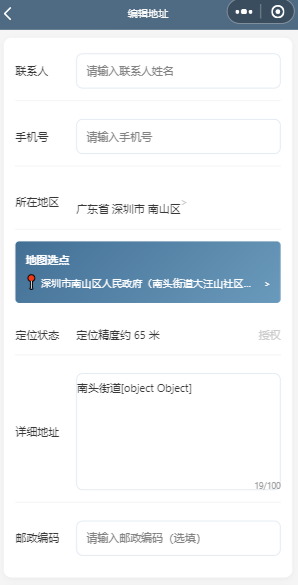 编辑地址
联系人 请输入联系人姓名
手机号 请输入手机号
所在地区 广东省 深圳市 南山区 >
地图选点
深圳市南山区人民政府（南头街道大汪山社区... >
定位状态 定位精度约 65 米 授权
南头街道[object Object]
详细地址
19/100
邮政编码 请输入邮政编码（选填）